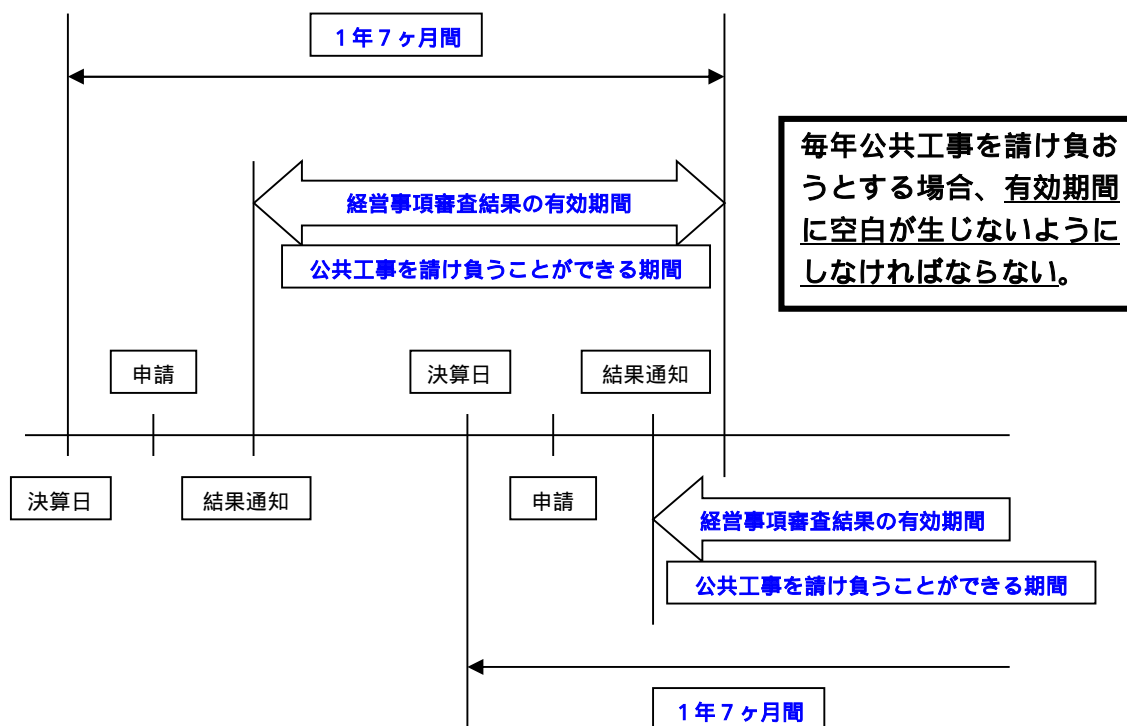 1年7ヶ月間
毎年公共工事を請け負お
うとする場合、有効期間
に空白が生じないように
しなければならない。
経営事項審査結果の有効期間
公共工事を請け負うことができる期間
申請
決算日
結果通知
決算日
結果通知
申請
経営事項審査結果の有効期間
公共工事を請け負うことができる期間
1年7ヶ月間